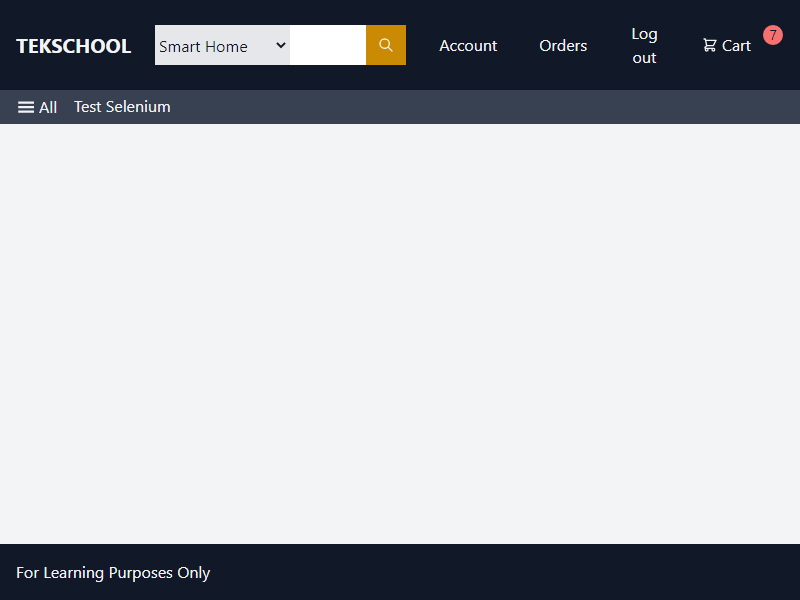 TEKSCHOOL
Smart Home
Account
Orders
Log
out
Cart
7
All
Test Selenium
For Learning Purposes Only